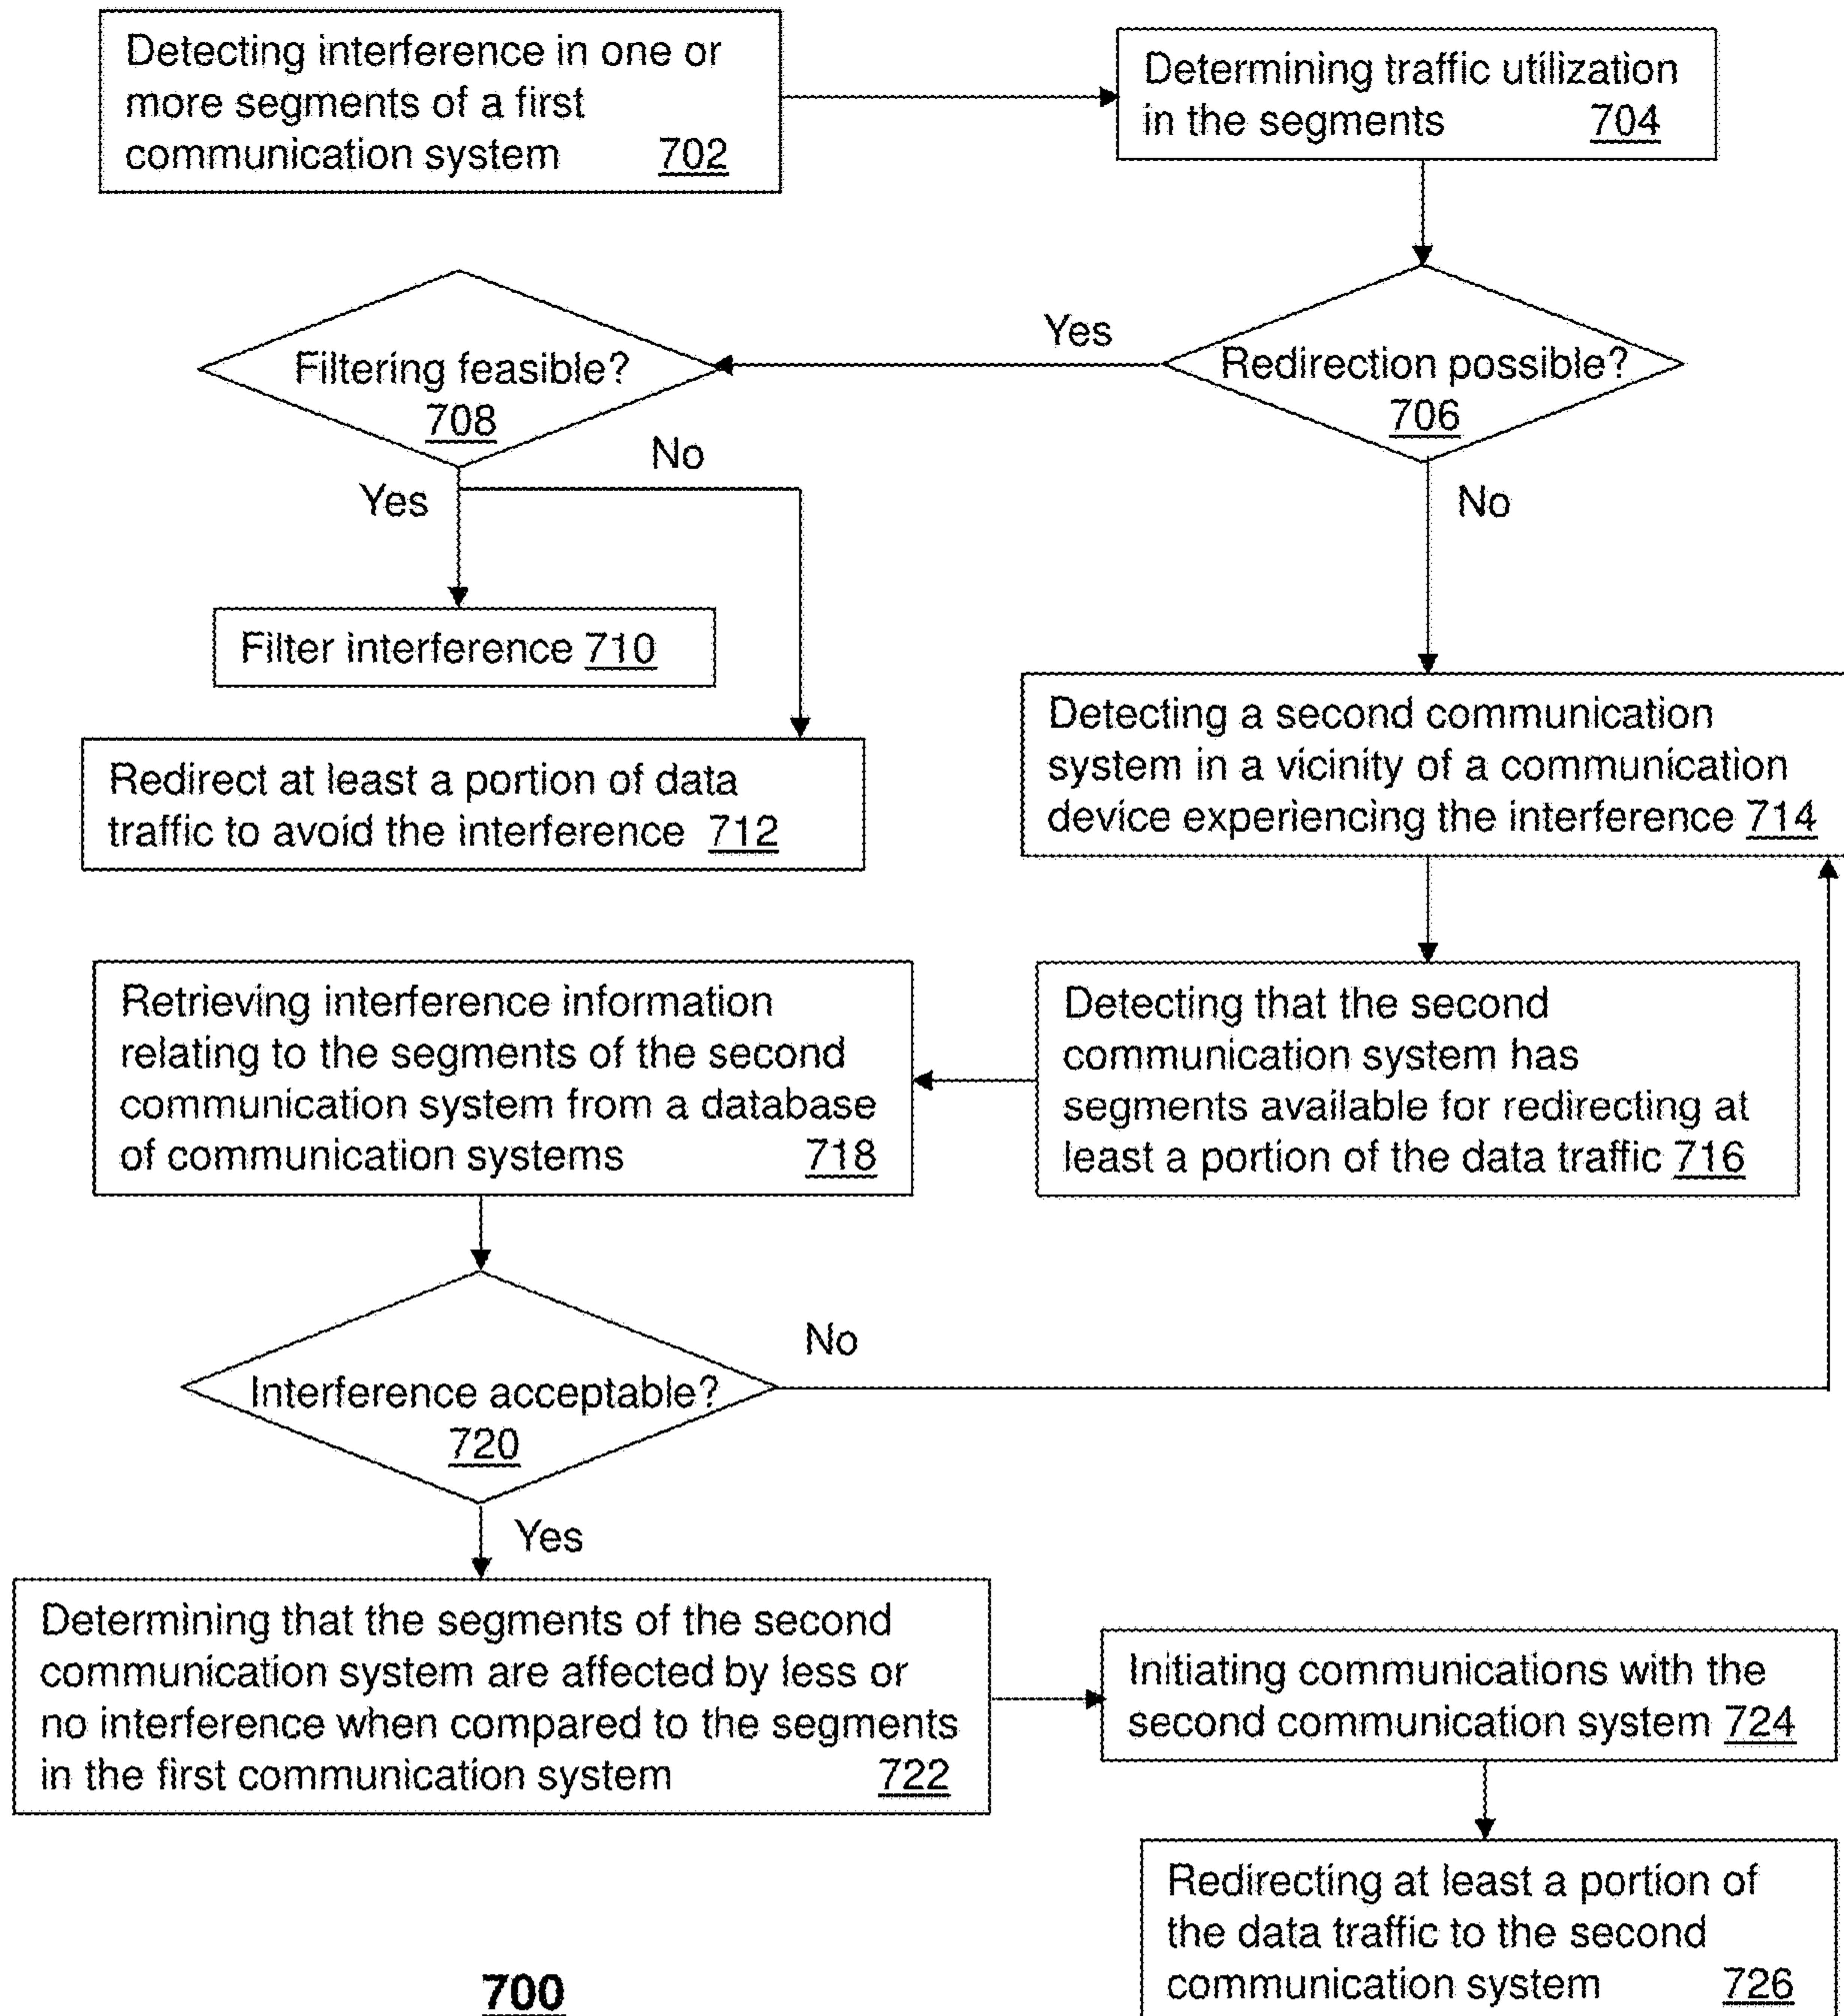 Detecting interference in one or
more segments of a first
communication system 702
Determining traffic utilization
in the segments 704
Yes
Filtering feasible?
708
Redirection possible?
706
No
Yes
No
Filter interference 710
Redirect at least a portion of data
traffic to avoid the interference 712
Detecting a second communication
system in a vicinity of a communication
device experiencing the interference 714
Retrieving interference information
relating to the segments of the second
communication system from a database
of communication systems 718
Detecting that the second
communication system has
segments available for redirecting at
least a portion of the data traffic 716
No
Interference acceptable?
720
Yes
Determining that the segments of the second
communication system are affected by less or
no interference when compared to the segments
in the first communication system 722
Initiating communications with the
second communication system 724
Redirecting at least a portion of
the data traffic to the second
communication system 726
700